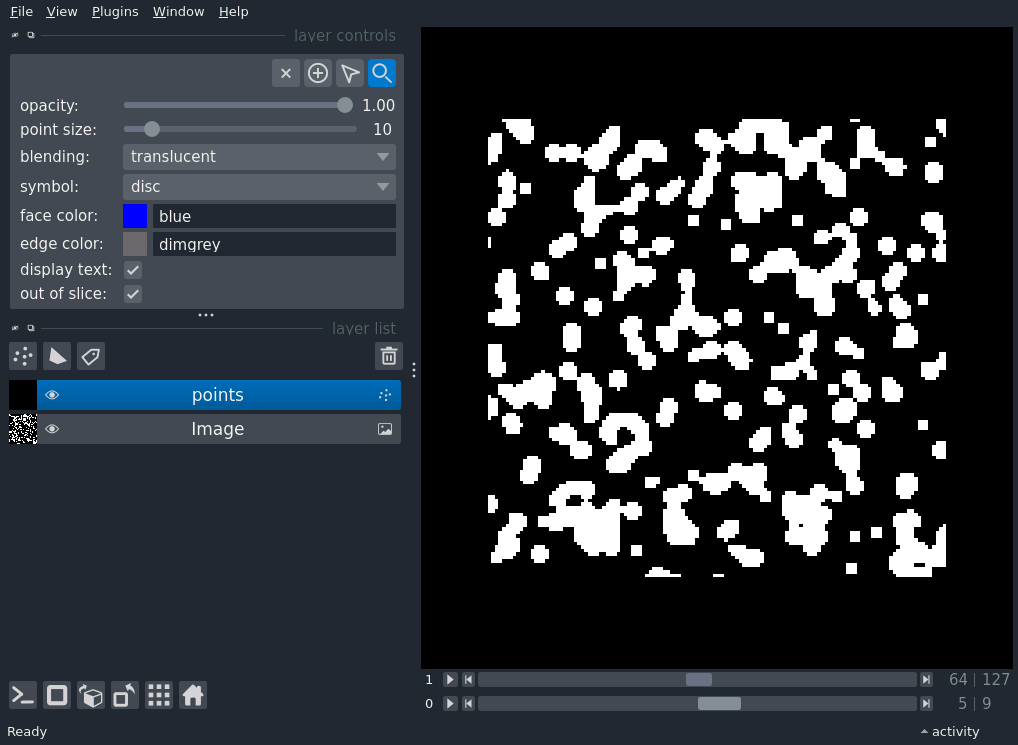 File View Plugins Window Help
layer controls
opacity: 1.00
point size: 10
blending: translucent
symbol: disc
face color: blue
edge color: dimgrey
display text:
out of slice:
layer list
points
Image
1 64 | 127
0 5 | 9
Ready activity